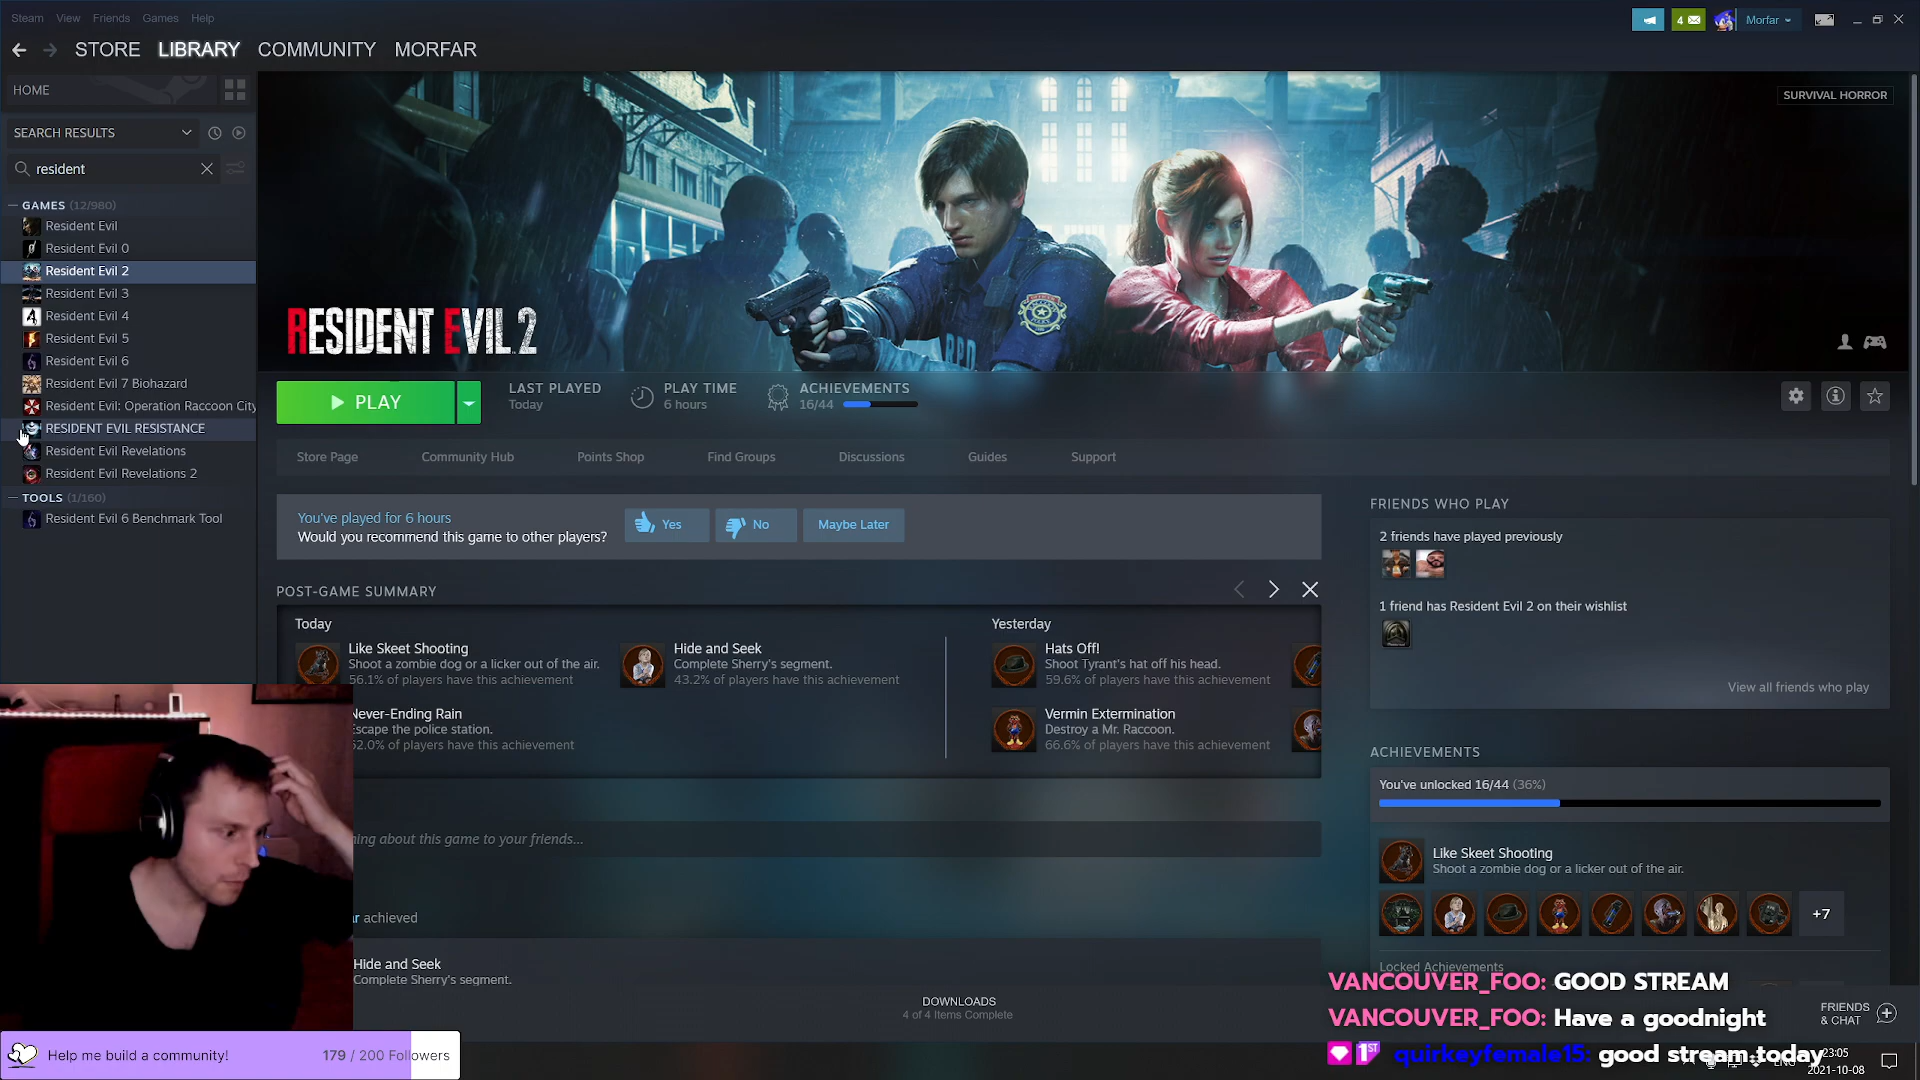 Steam View Friends Games Help
4 Morfar
STORE LIBRARY COMMUNITY MORFAR
HOME
SEARCH RESULTS
resident
GAMES (12/980)
Resident Evil
Resident Evil 0
Resident Evil 2
Resident Evil 3
Resident Evil 4
Resident Evil 5
Resident Evil 6
Resident Evil 7 Biohazard
Resident Evil: Operation Raccoon City
RESIDENT EVIL RESISTANCE
Resident Evil Revelations
Resident Evil Revelations 2
TOOLS (1/160)
Resident Evil 6 Benchmark Tool
SURVIVAL HORROR
RESIDENT EVIL 2
R.P.D.
PLAY
LAST PLAYED
Today
PLAY TIME
6 hours
ACHIEVEMENTS
16/44
Store Page Community Hub Points Shop Find Groups Discussions Guides Support
You've played for 6 hours
Would you recommend this game to other players?
Yes No Maybe Later
POST-GAME SUMMARY
Today
Like Skeet Shooting
Shoot a zombie dog or a licker out of the air.
56.1% of players have this achievement
Hide and Seek
Complete Sherry's segment.
43.2% of players have this achievement
Never-Ending Rain
Escape the police station.
52.0% of players have this achievement
Yesterday
Hats Off!
Shoot Tyrant's hat off his head.
59.6% of players have this achievement
Vermin Extermination
Destroy a Mr. Raccoon.
66.6% of players have this achievement
hing about this game to your friends...
ar achieved
Hide and Seek
Complete Sherry's segment.
FRIENDS WHO PLAY
2 friends have played previously
1 friend has Resident Evil 2 on their wishlist
View all friends who play
ACHIEVEMENTS
You've unlocked 16/44 (36%)
Like Skeet Shooting
Shoot a zombie dog or a licker out of the air.
+7
Locked Achievements
DOWNLOADS
4 of 4 Items Complete
FRIENDS
& CHAT
VANCOUVER_FOO: GOOD STREAM
VANCOUVER_FOO: Have a goodnight
1ST quirkeyfemale15: good stream today
Help me build a community! 179 / 200 Followers
ENG
23:05
2021-10-08